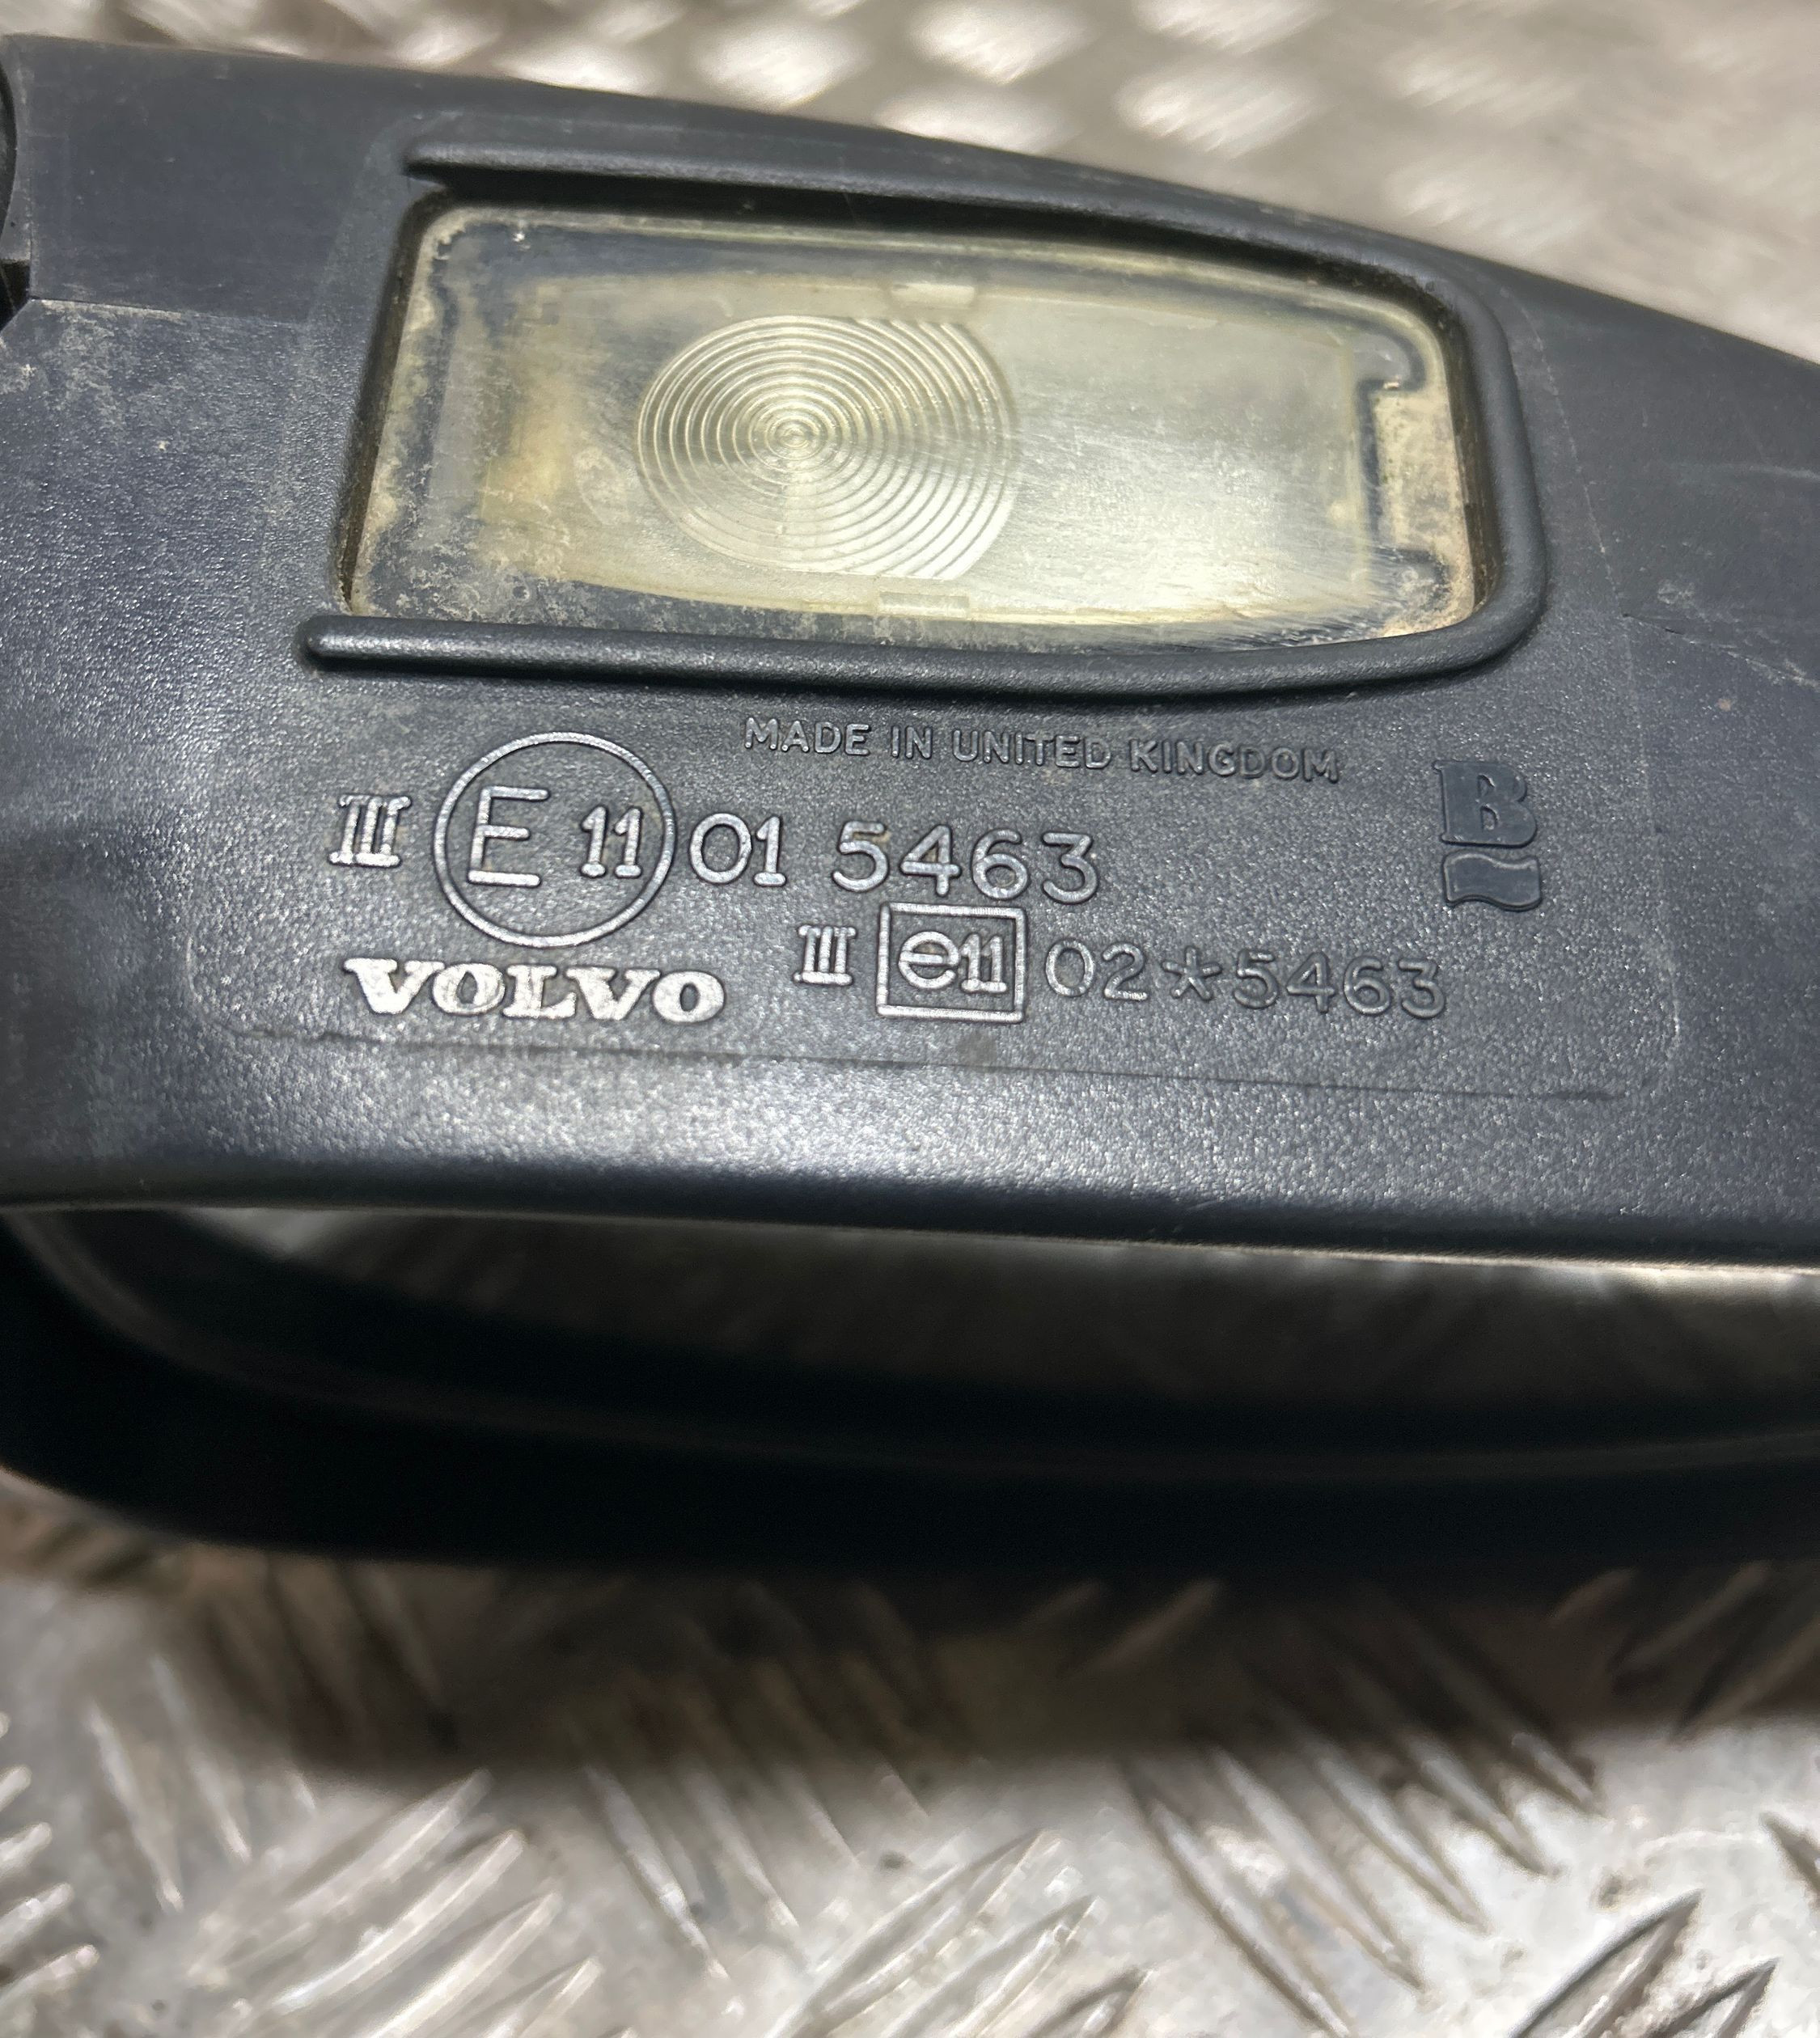 MADE IN UNITED KINGDOM
III E 11 01 5463
B
III e11 02*5463
VOLVO